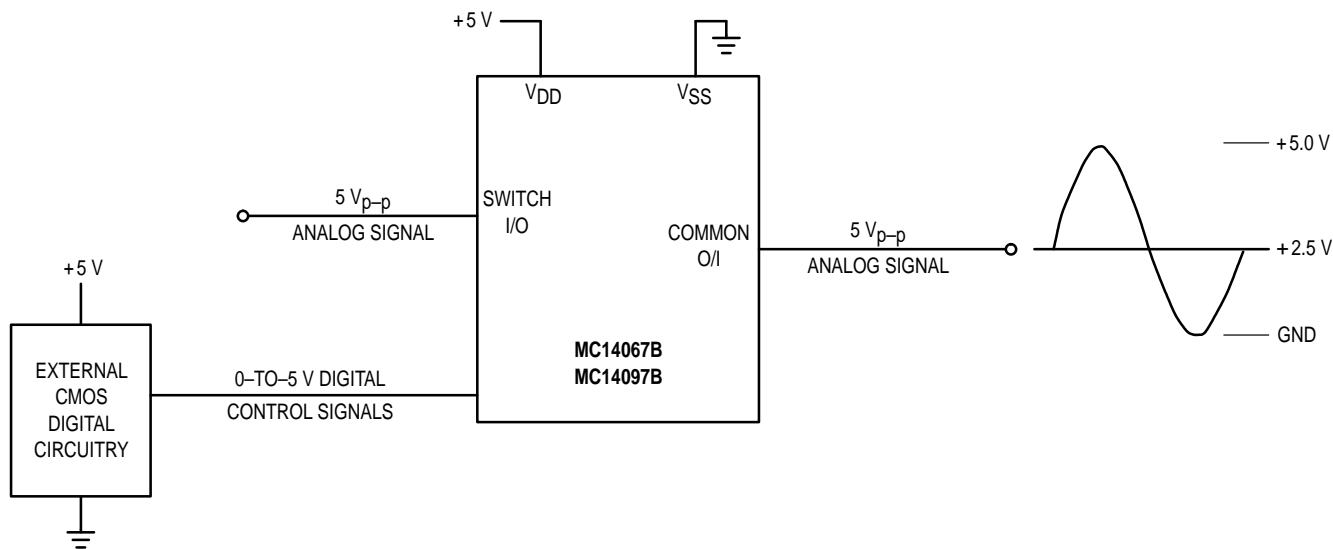 +5 V
VDD
VSS
+5.0 V
5 Vp–p
ANALOG SIGNAL
SWITCH
I/O
COMMON
O/I
5 Vp–p
ANALOG SIGNAL
+2.5 V
GND
+5 V
EXTERNAL
CMOS
DIGITAL
CIRCUITRY
0–TO–5 V DIGITAL
CONTROL SIGNALS
MC14067B
MC14097B